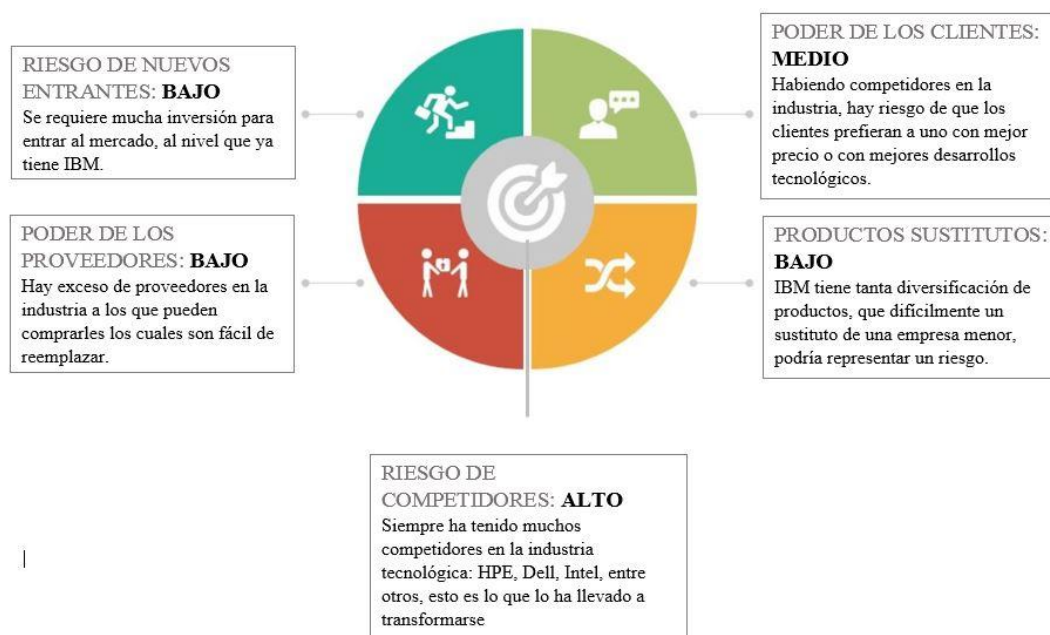 RIESGO DE NUEVOS
ENTRANTES: BAJO
Se requiere mucha inversión para
entrar al mercado, al nivel que ya
tiene IBM.
PODER DE LOS CLIENTES:
MEDIO
Habiendo competidores en la
industria, hay riesgo de que los
clientes prefieran a uno con mejor
precio o con mejores desarrollos
tecnológicos.
PODER DE LOS
PROVEEDORES: BAJO
Hay exceso de proveedores en la
industria a los que pueden
comprarles los cuales son fácil de
reemplazar.
PRODUCTOS SUSTITUTOS:
BAJO
IBM tiene tanta diversificación de
productos, que difícilmente un
sustituto de una empresa menor,
podría representar un riesgo.
RIESGO DE
COMPETIDORES: ALTO
Siempre ha tenido muchos
competidores en la industria
tecnológica: HPE, Dell, Intel, entre
otros, esto es lo que lo ha llevado a
transformarse